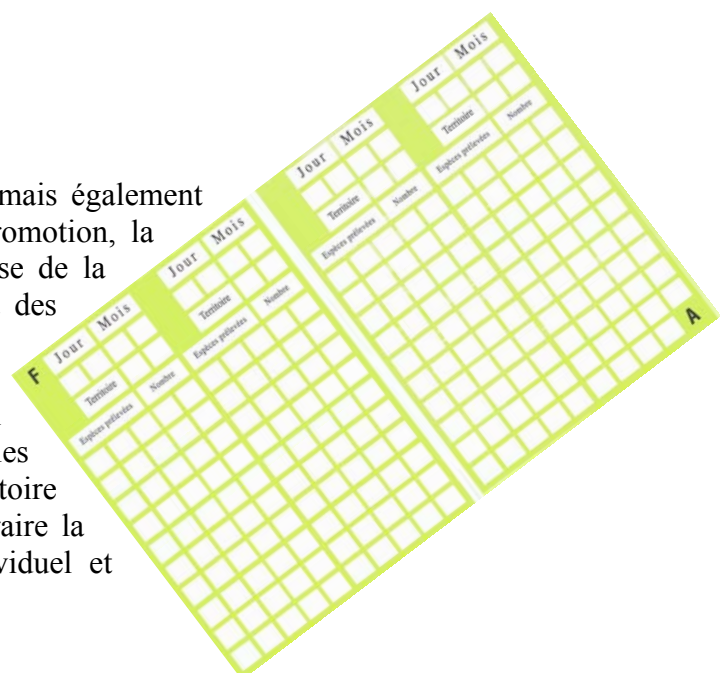 mais également
romotion, la
se de la
des
les
toire
aire la
viduel et
F
Jour Mois
Territoire
Espèces prélevées Nombre
Jour Mois
Territoire
Espèces prélevées Nombre
Jour Mois
Territoire
Espèces prélevées Nombre
Jour Mois
Territoire
Espèces prélevées Nombre
A